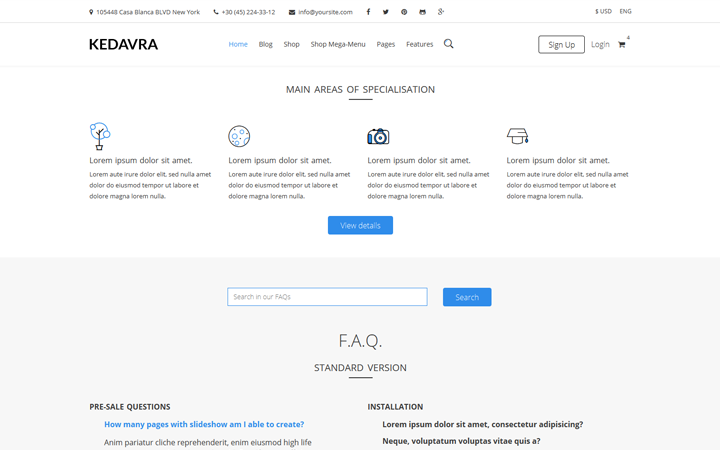 105448 Casa Blanca BLVD New York +30 (45) 224-33-12 info@yoursite.com $ USD ENG
KEDAVRA Home Blog Shop Shop Mega-Menu Pages Features Sign Up Login 4
MAIN AREAS OF SPECIALISATION
Lorem ipsum dolor sit amet.
Lorem aute irure dolor elit, sed nulla amet
dolor do eiusmod tempor ut labore et
dolore magna lorem nulla.
Lorem ipsum dolor sit amet.
Lorem aute irure dolor elit, sed nulla amet
dolor do eiusmod tempor ut labore et
dolore magna lorem nulla.
Lorem ipsum dolor sit amet.
Lorem aute irure dolor elit, sed nulla amet
dolor do eiusmod tempor ut labore et
dolore magna lorem nulla.
Lorem ipsum dolor sit amet.
Lorem aute irure dolor elit, sed nulla amet
dolor do eiusmod tempor ut labore et
dolore magna lorem nulla.
View details
Search in our FAQs Search
F.A.Q.
STANDARD VERSION
PRE-SALE QUESTIONS
How many pages with slideshow am I able to create?
Anim pariatur cliche reprehenderit, enim eiusmod high life
INSTALLATION
Lorem ipsum dolor sit amet, consectetur adipisicing?
Neque, voluptatum voluptas vitae quis a?